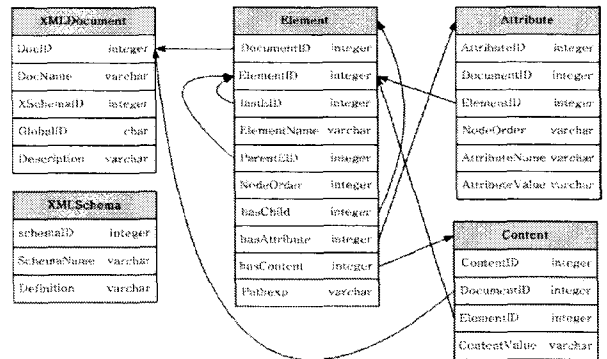 XMLDocument
DocID integer
DocName varchar
XSchemaID integer
GlobalID char
Description varchar
XMLSchema
schemaID integer
SchemaName varchar
Definition varchar
Element
DocumentID integer
ElementID integer
integer
ElementName varchar
ParentEID integer
NodeOrder integer
hasChild integer
hasAttribute integer
hasContent integer
Pathexp varchar
Attribute
AttributeID integer
DocumentID integer
ElementID integer
NodeOrder integer
AttributeName varchar
AttributeValue varchar
Content
ContentID integer
DocumentID integer
ElementID integer
ContentValue varchar